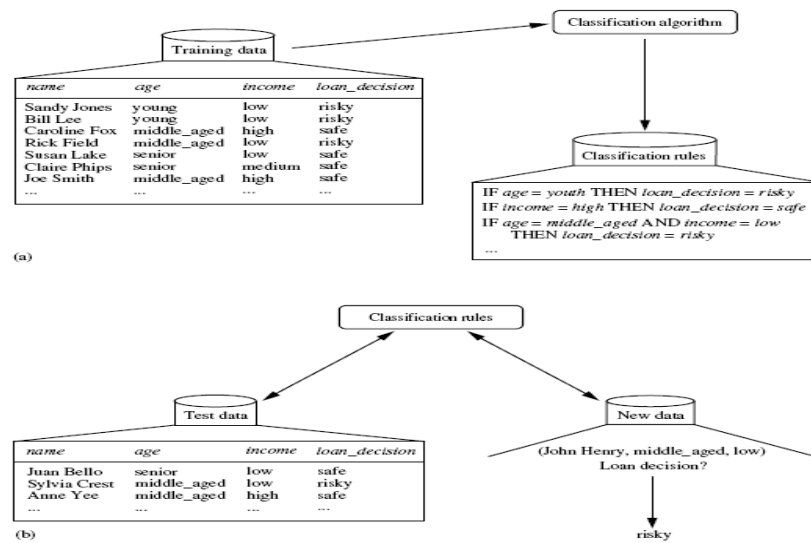 Classification algorithm
Training data
name age income loan_decision
Sandy Jones young low risky
Bill Lee young low risky
Caroline Fox middle_aged high safe
Rick Field middle_aged low risky
Susan Lake senior low safe
Claire Phips senior medium safe
Joe Smith middle_aged high safe
... ... ... ...
Classification rules
IF age = youth THEN loan_decision = risky
IF income = high THEN loan_decision = safe
IF age = middle_aged AND income = low
THEN loan_decision = risky
...
(a)
Classification rules
Test data
name age income loan_decision
Juan Bello senior low safe
Sylvia Crest middle_aged low risky
Anne Yee middle_aged high safe
... ... ... ...
New data
(John Henry, middle_aged, low)
Loan decision?
risky
(b)